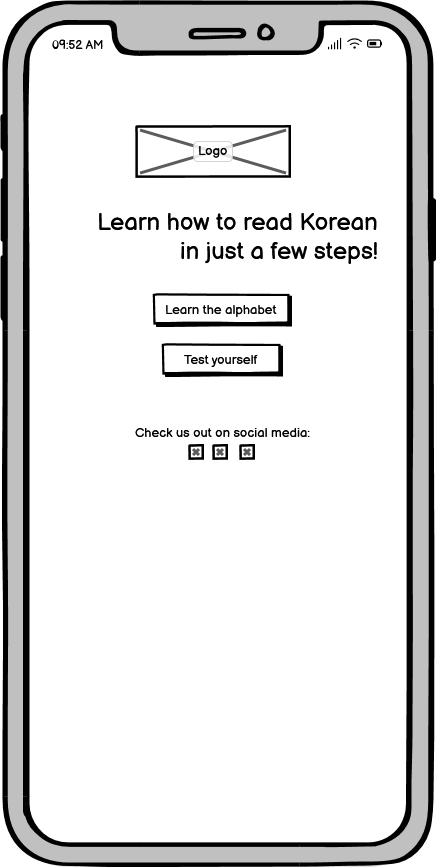 09:52 AM
Logo
Learn how to read Korean
in just a few steps!
Learn the alphabet
Test yourself
Check us out on social media: